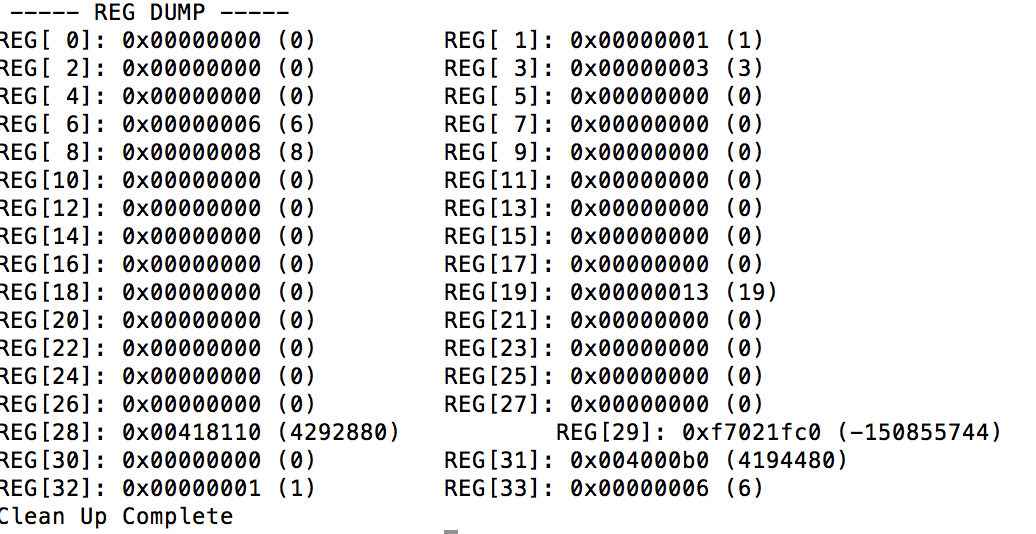 ----- REG DUMP -----
REG[ 0]: 0x00000000 (0)         REG[ 1]: 0x00000001 (1)
REG[ 2]: 0x00000000 (0)         REG[ 3]: 0x00000003 (3)
REG[ 4]: 0x00000000 (0)         REG[ 5]: 0x00000000 (0)
REG[ 6]: 0x00000006 (6)         REG[ 7]: 0x00000000 (0)
REG[ 8]: 0x00000008 (8)         REG[ 9]: 0x00000000 (0)
REG[10]: 0x00000000 (0)         REG[11]: 0x00000000 (0)
REG[12]: 0x00000000 (0)         REG[13]: 0x00000000 (0)
REG[14]: 0x00000000 (0)         REG[15]: 0x00000000 (0)
REG[16]: 0x00000000 (0)         REG[17]: 0x00000000 (0)
REG[18]: 0x00000000 (0)         REG[19]: 0x00000013 (19)
REG[20]: 0x00000000 (0)         REG[21]: 0x00000000 (0)
REG[22]: 0x00000000 (0)         REG[23]: 0x00000000 (0)
REG[24]: 0x00000000 (0)         REG[25]: 0x00000000 (0)
REG[26]: 0x00000000 (0)         REG[27]: 0x00000000 (0)
REG[28]: 0x00418110 (4292880)           REG[29]: 0xf7021fc0 (-150855744)
REG[30]: 0x00000000 (0)         REG[31]: 0x004000b0 (4194480)
REG[32]: 0x00000001 (1)         REG[33]: 0x00000006 (6)
Clean Up Complete